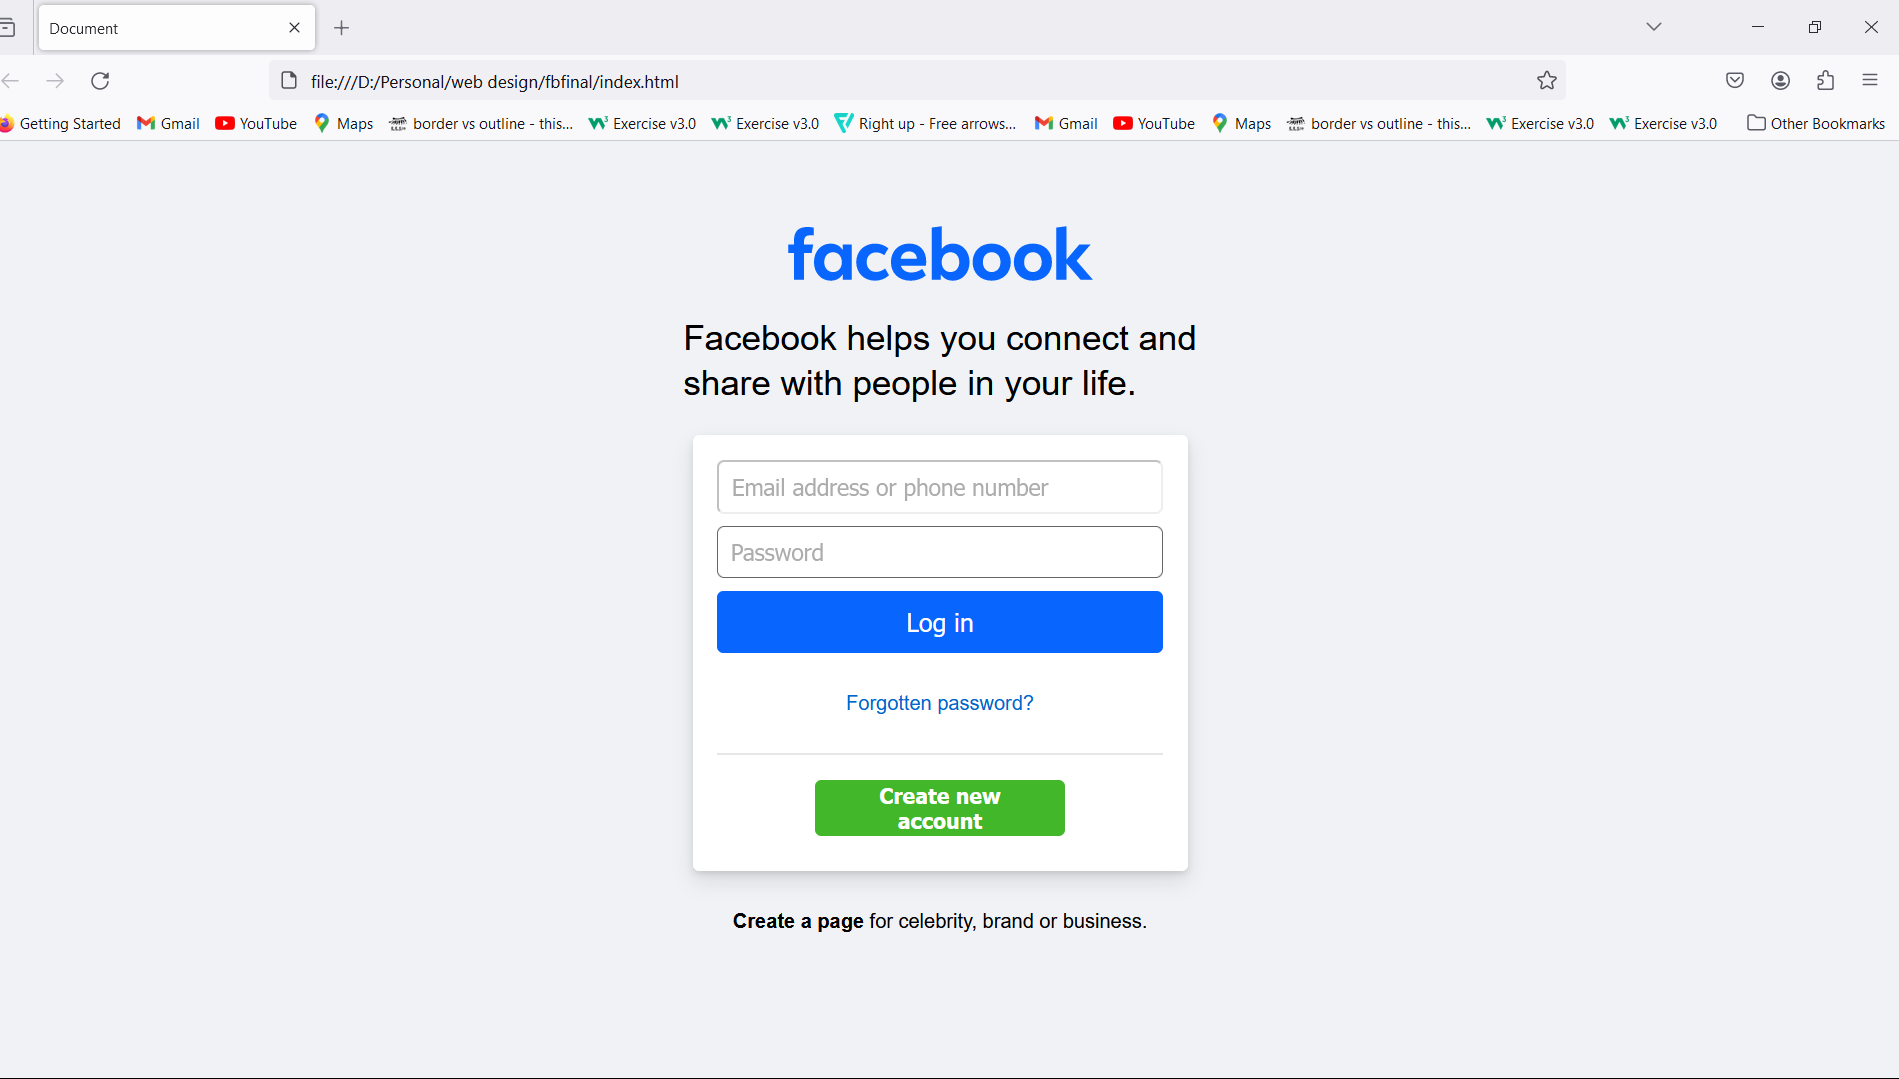 Document
file:///D:/Personal/web design/fbfinal/index.html
Getting Started Gmail YouTube Maps border vs outline - this... Exercise v3.0 Exercise v3.0 Right up - Free arrows... Gmail YouTube Maps border vs outline - this... Exercise v3.0 Exercise v3.0 Other Bookmarks
facebook
Facebook helps you connect and
share with people in your life.
Email address or phone number
Password
Log in
Forgotten password?
Create new
account
Create a page for celebrity, brand or business.